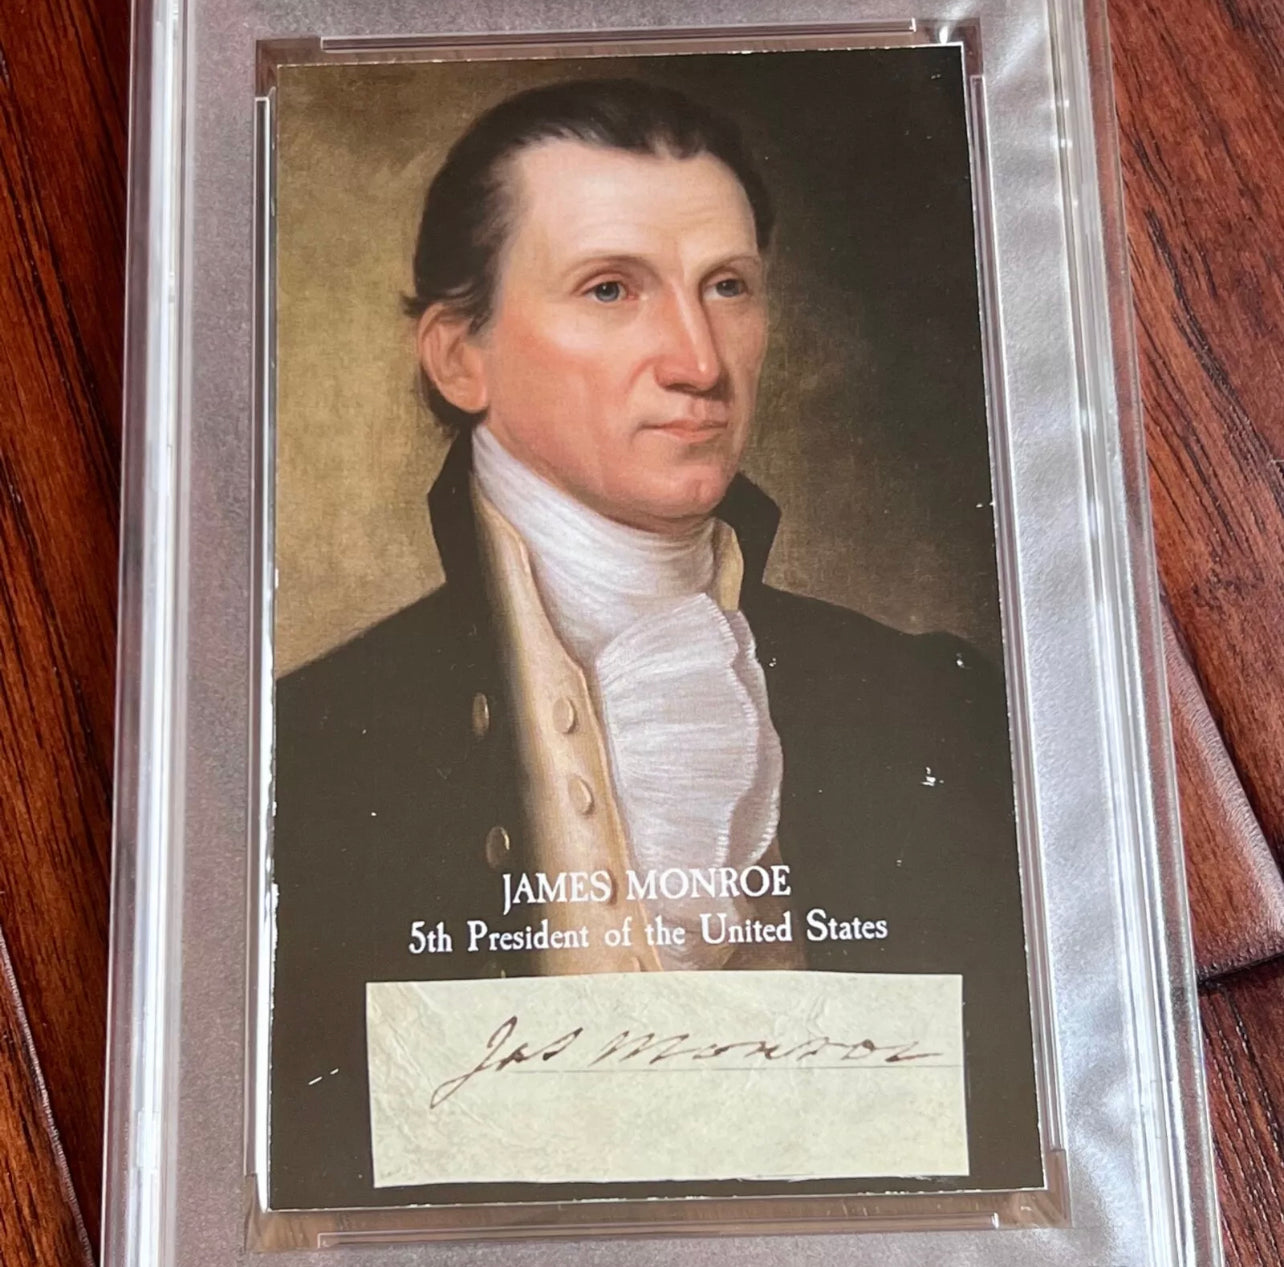 JAMES MONROE
5th President of the United States
Jas Monroe